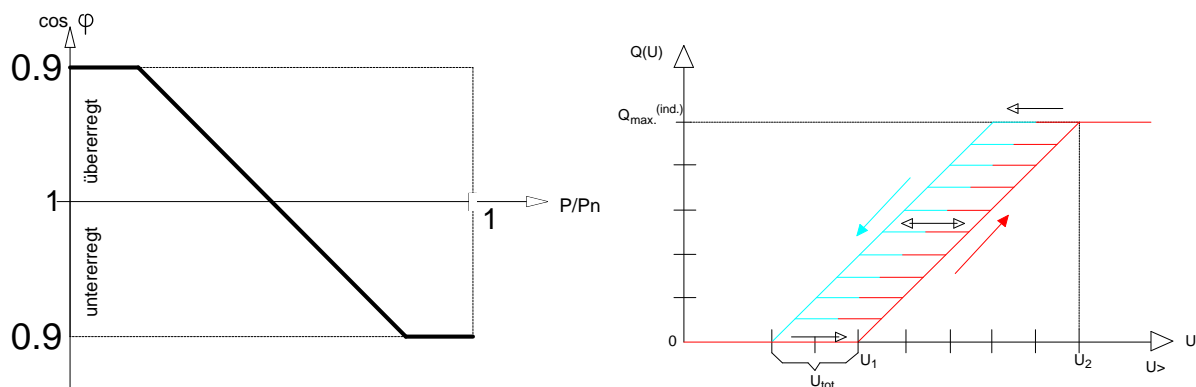 cos φ
0.9
übererregt
1
P/Pn
1
untererregt
0.9
Q(U)
Qmax.(ind.)
0
U1
U2
U
Utot
U>